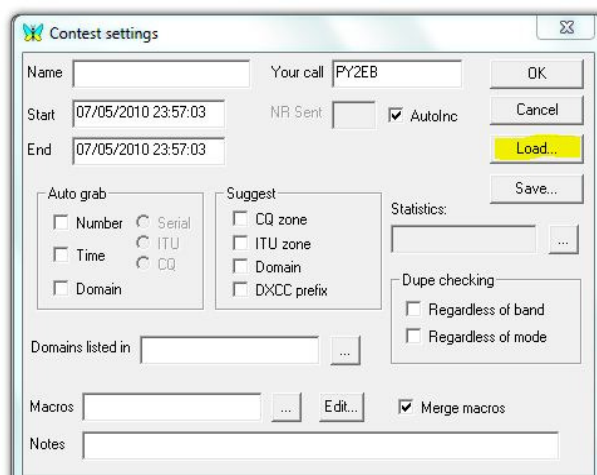 Contest settings
Name Your call PY2EB OK
Start 07/05/2010 23:57:03 NR Sent AutoInc Cancel
End 07/05/2010 23:57:03 Load...
Save...
Auto grab Suggest Statistics:
Number Serial CQ zone
ITU ITU zone ...
Time CQ Domain
Domain DXCC prefix
Dupe checking
Regardless of band
Regardless of mode
Domains listed in ...
Macros ... Edit... Merge macros
Notes